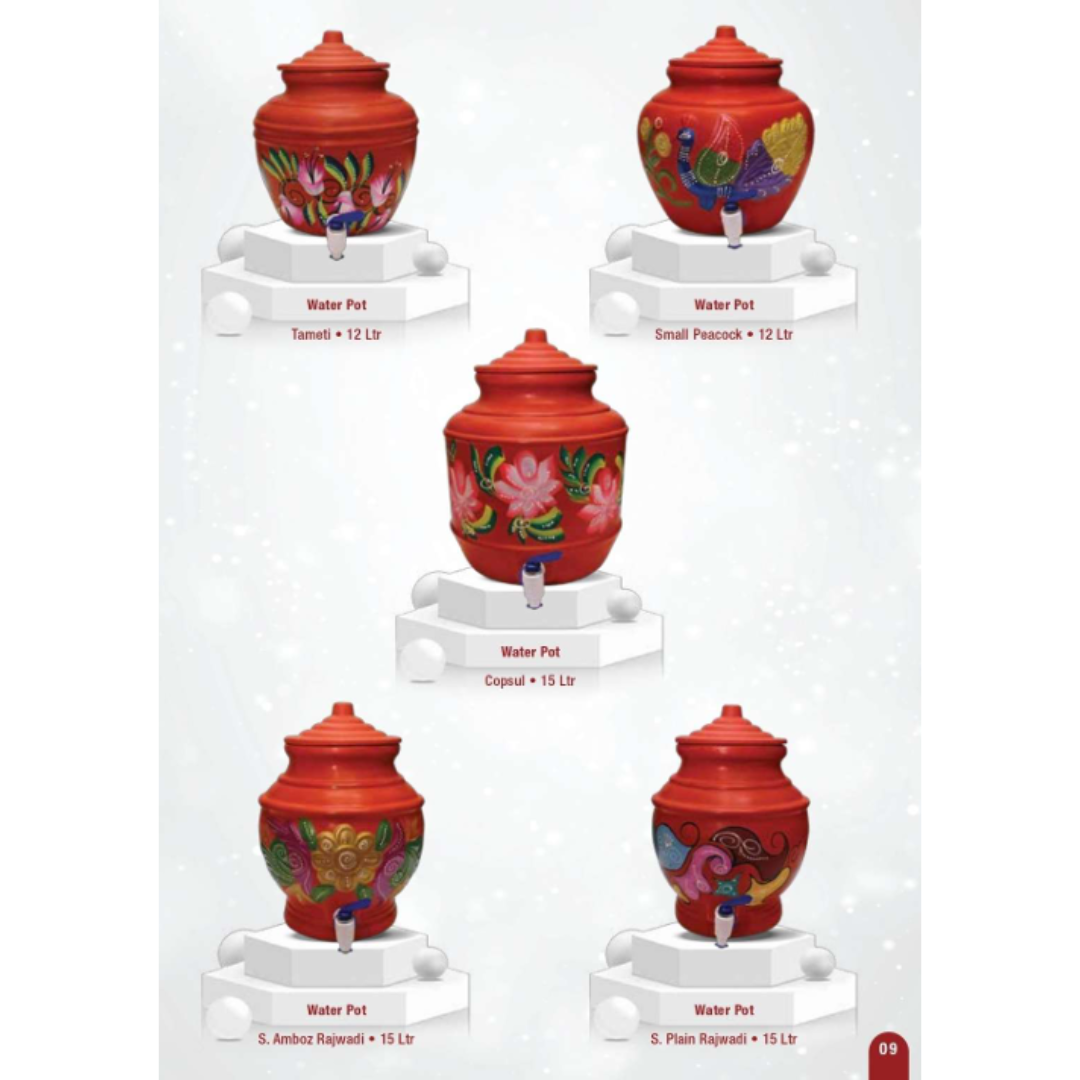 Water Pot
Tameti • 12 Ltr
Water Pot
Small Peacock • 12 Ltr
Water Pot
Copsul • 15 Ltr
Water Pot
S. Amboz Rajwadi • 15 Ltr
Water Pot
S. Plain Rajwadi • 15 Ltr
09